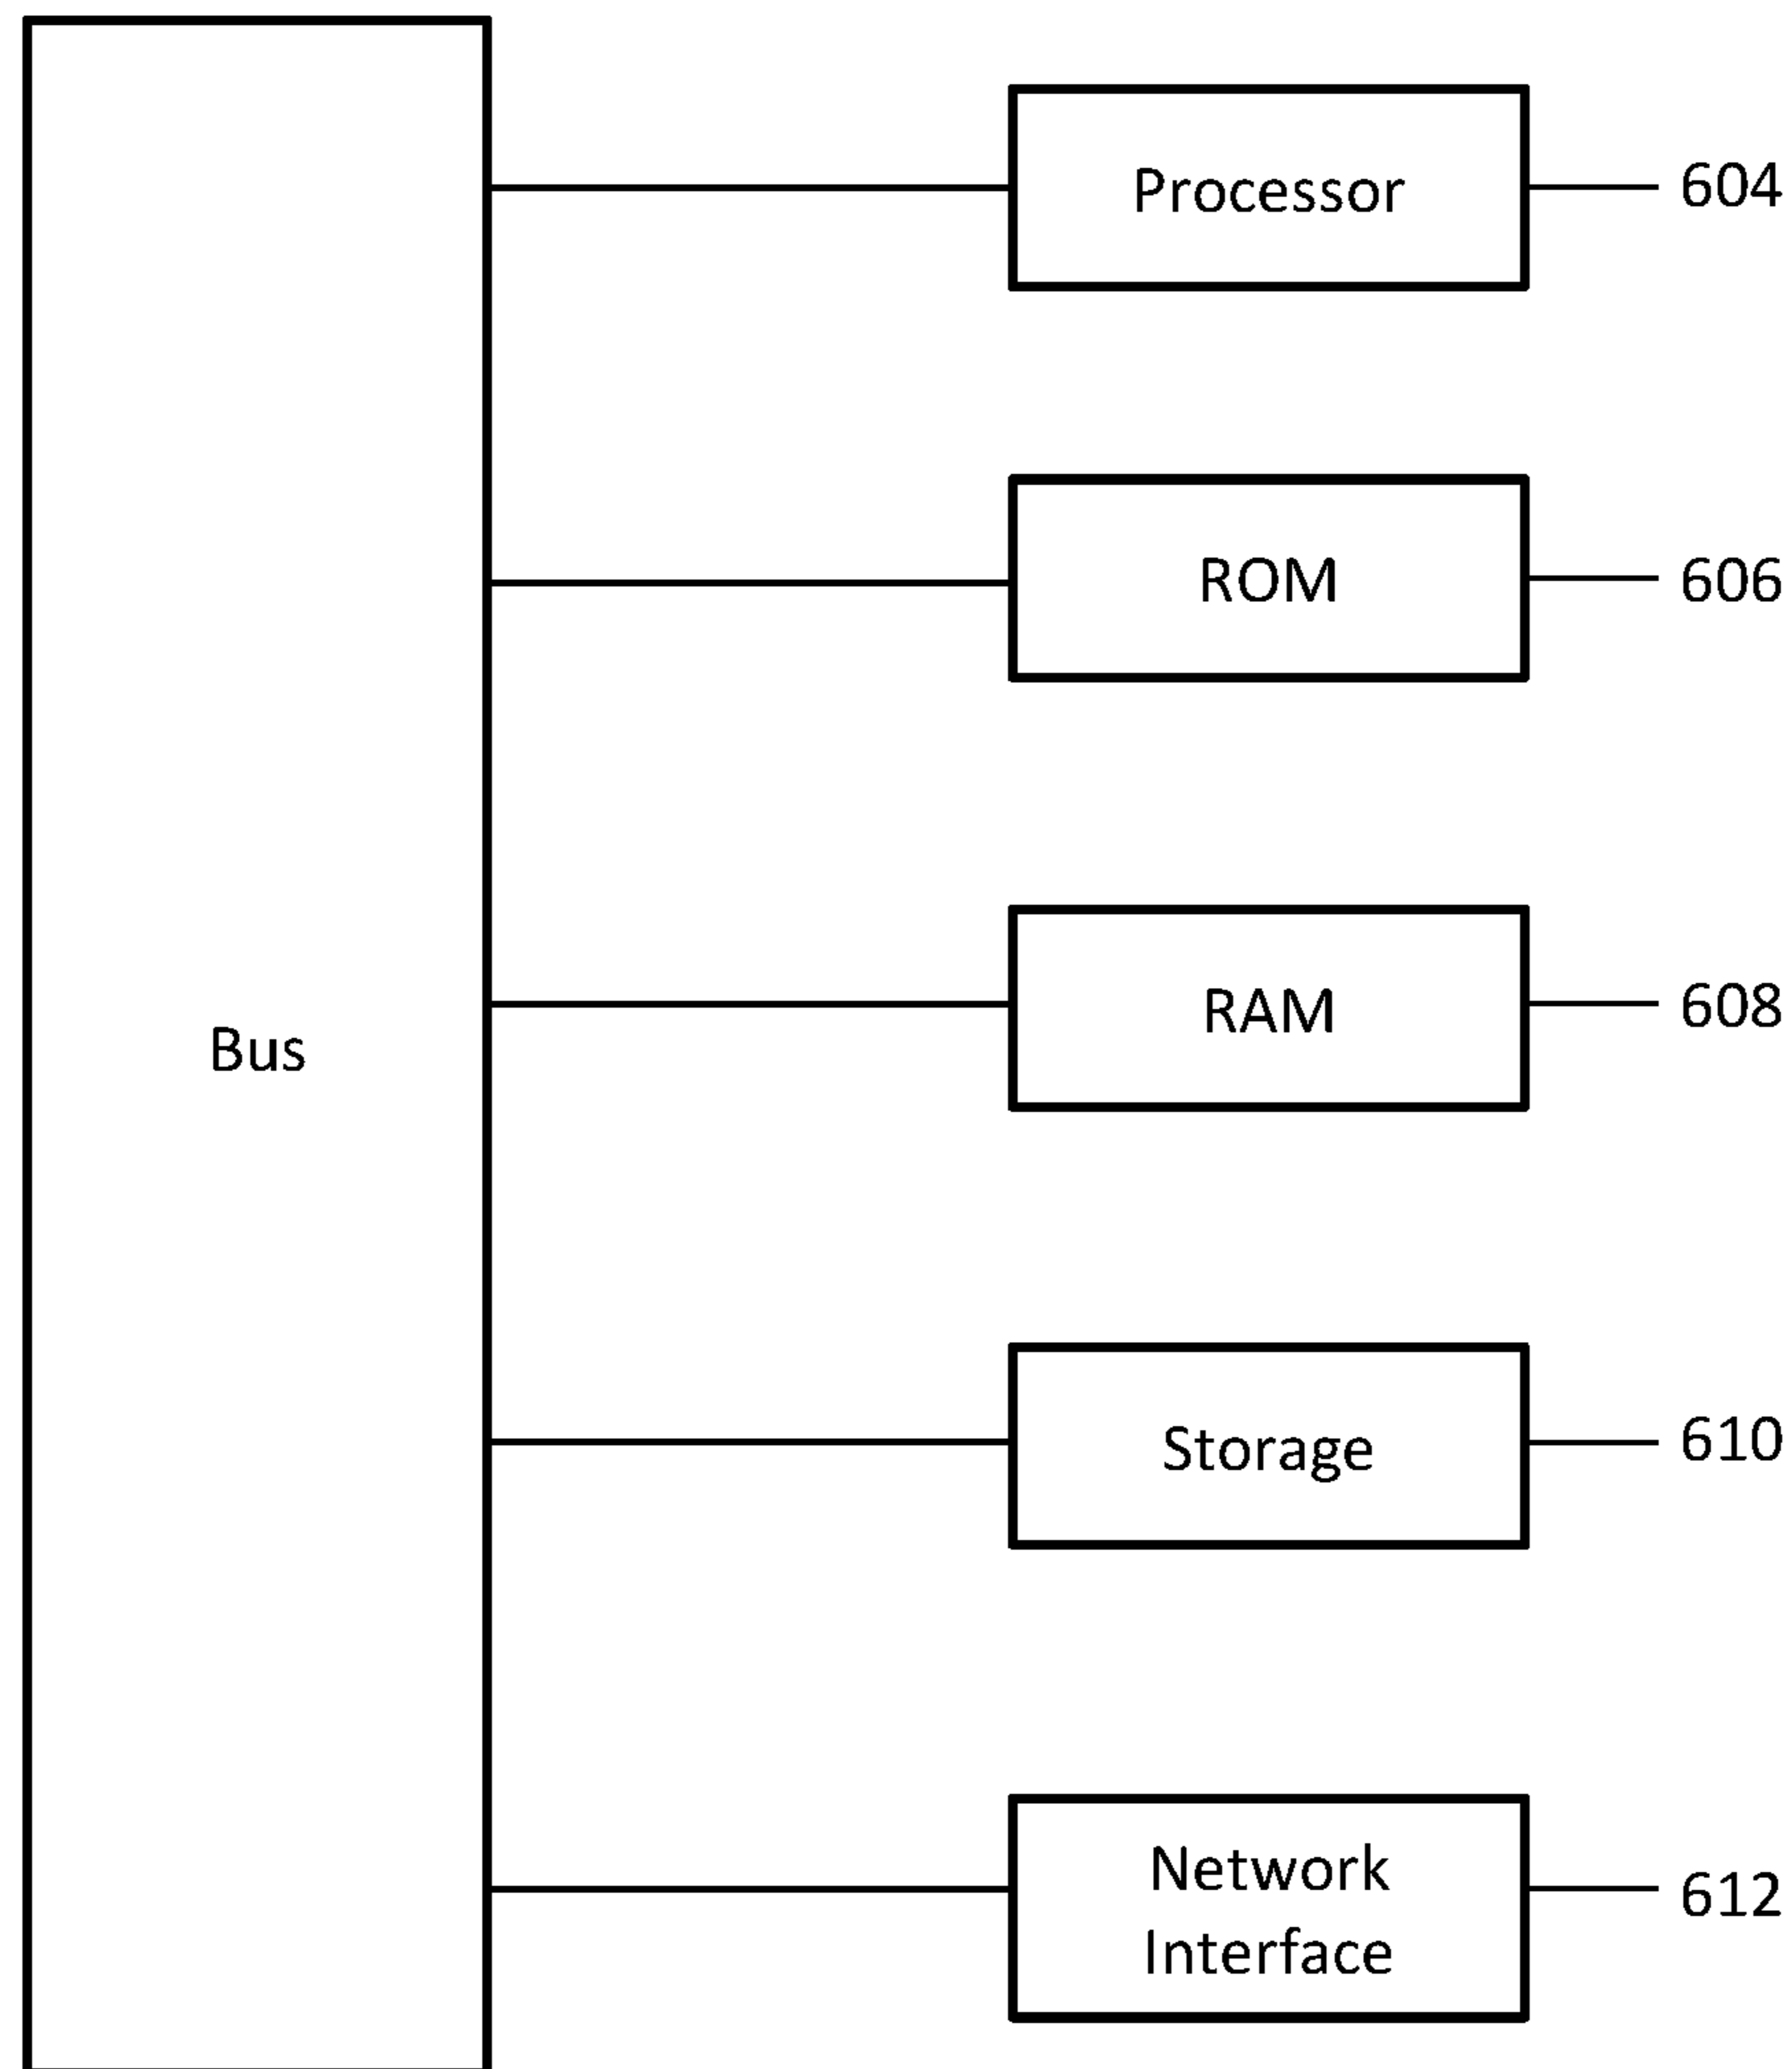 Processor
604
ROM
606
Bus
RAM
608
Storage
610
Network
Interface
612